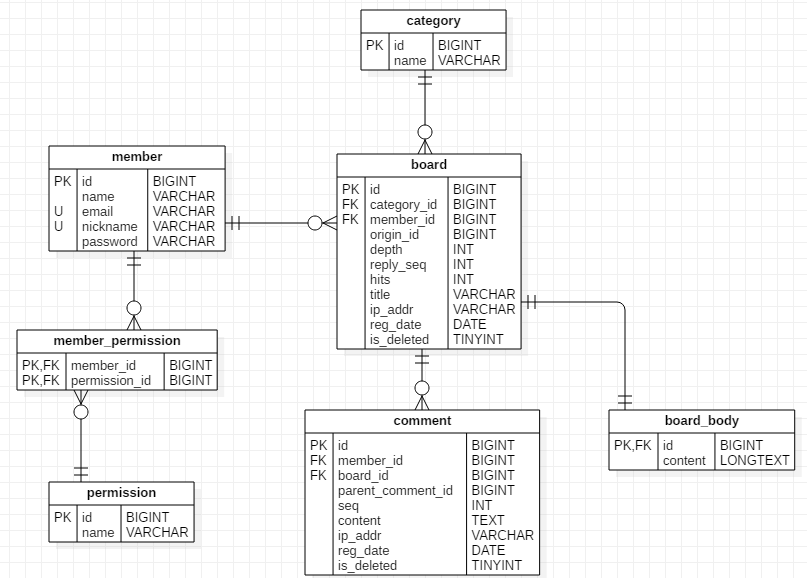 category
PK id BIGINT
name VARCHAR
member
PK id BIGINT
name VARCHAR
U email VARCHAR
U nickname VARCHAR
password VARCHAR
board
PK id BIGINT
FK category_id BIGINT
FK member_id BIGINT
origin_id BIGINT
depth INT
reply_seq INT
hits INT
title VARCHAR
ip_addr VARCHAR
reg_date DATE
is_deleted TINYINT
member_permission
PK,FK member_id BIGINT
PK,FK permission_id BIGINT
comment
PK id BIGINT
FK member_id BIGINT
FK board_id BIGINT
parent_comment_id BIGINT
seq INT
content TEXT
ip_addr VARCHAR
reg_date DATE
is_deleted TINYINT
board_body
PK,FK id BIGINT
content LONGTEXT
permission
PK id BIGINT
name VARCHAR